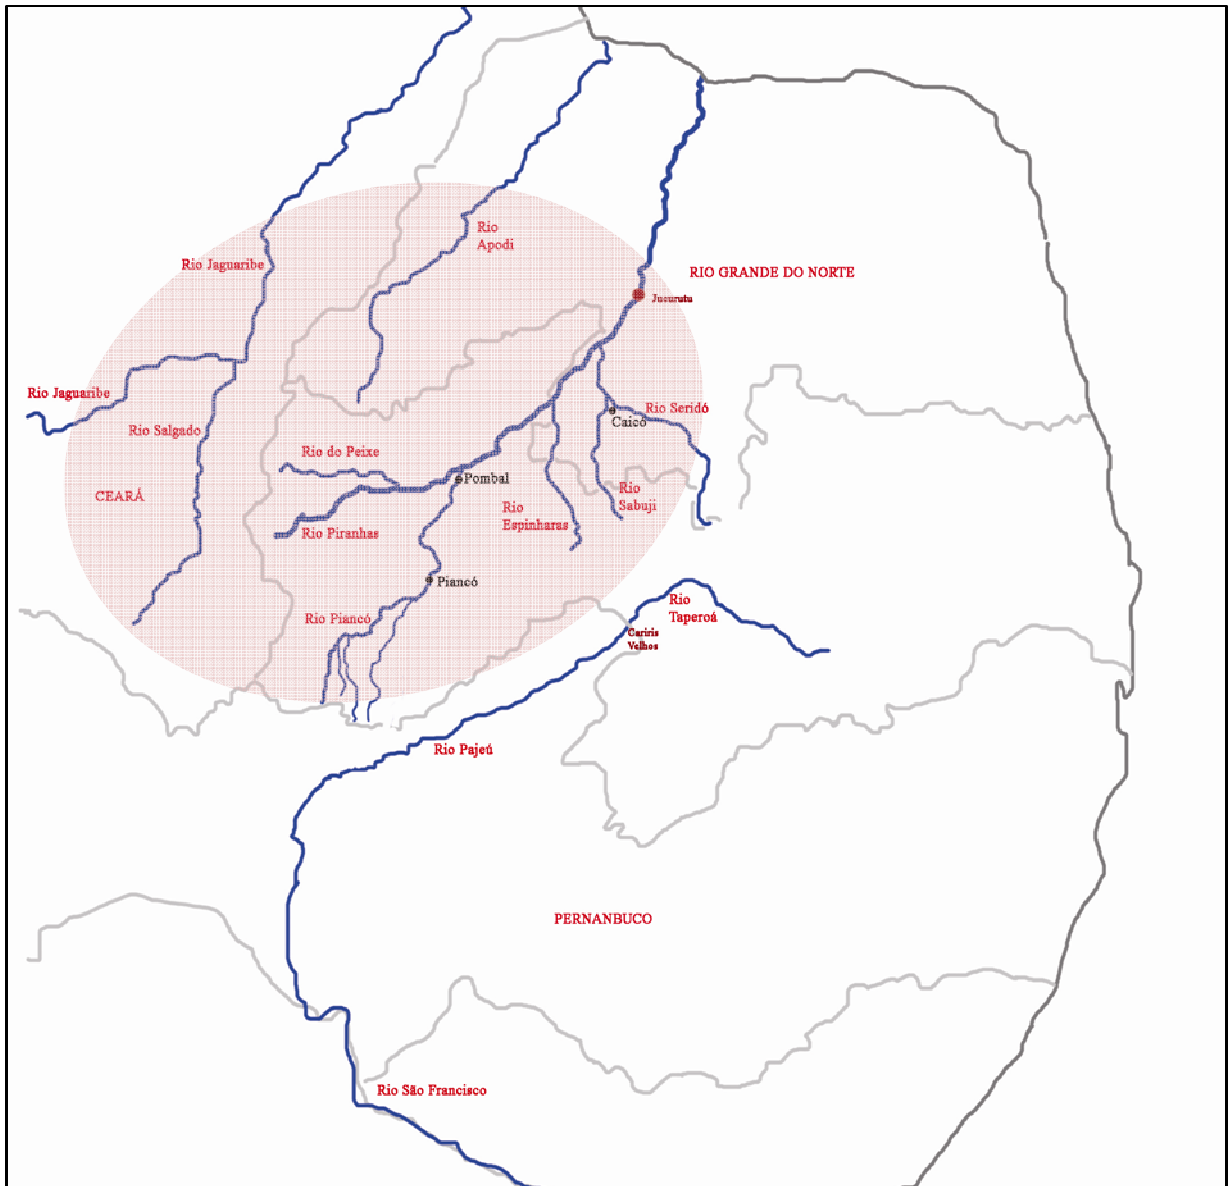 Rio
Apodi
Rio Jaguaribe
RIO GRANDE DO NORTE
Jucurutu
Rio Jaguaribe
Rio Seridó
Caicó
Rio Salgado
Rio do Peixe
Pombal
CEARÁ
Rio
Sabuji
Rio
Espinharas
Rio Piranhas
Piancó
Rio
Taperoá
Rio Piancó
Cariris
Velhos
Rio Pajeú
PERNANBUCO
Rio São Francisco